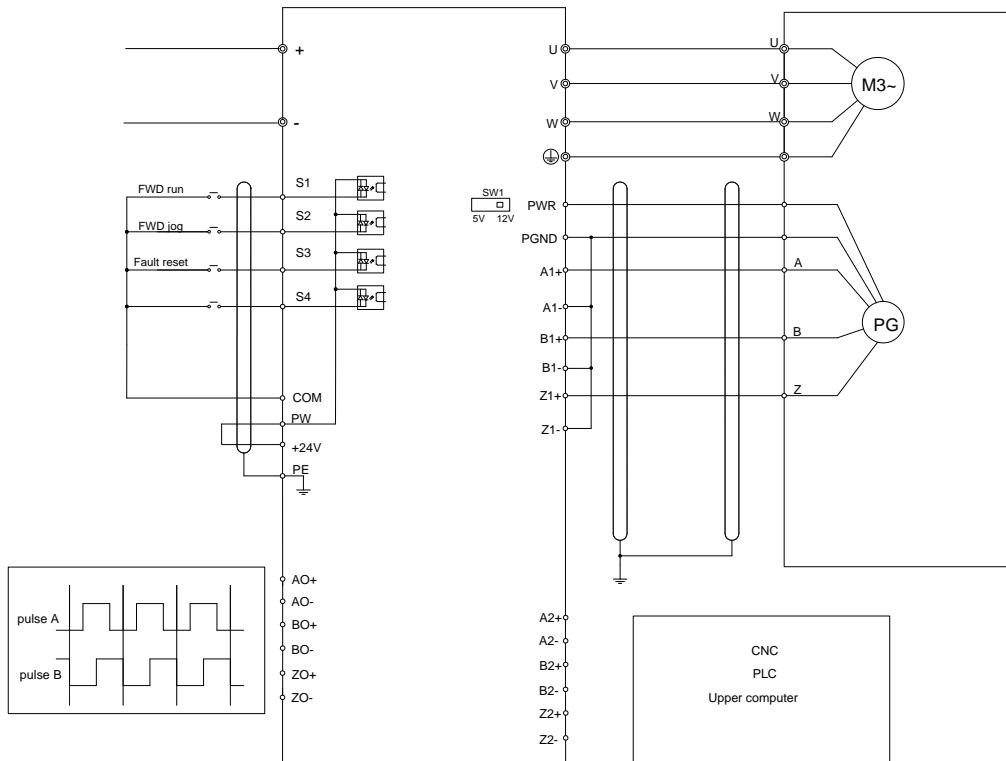 +
-
S1
FWD run
S2
FWD jog
S3
Fault reset
S4
COM
PW
+24V
PE
AO+
AO-
BO+
BO-
ZO+
ZO-
pulse A
pulse B
U
V
W
SW1
5V 12V
PWR
PGND
A1+
A1-
B1+
B1-
Z1+
Z1-
A2+
A2-
B2+
B2-
Z2+
Z2-
U
V
W
M3~
A
B
Z
PG
CNC
PLC
Upper computer